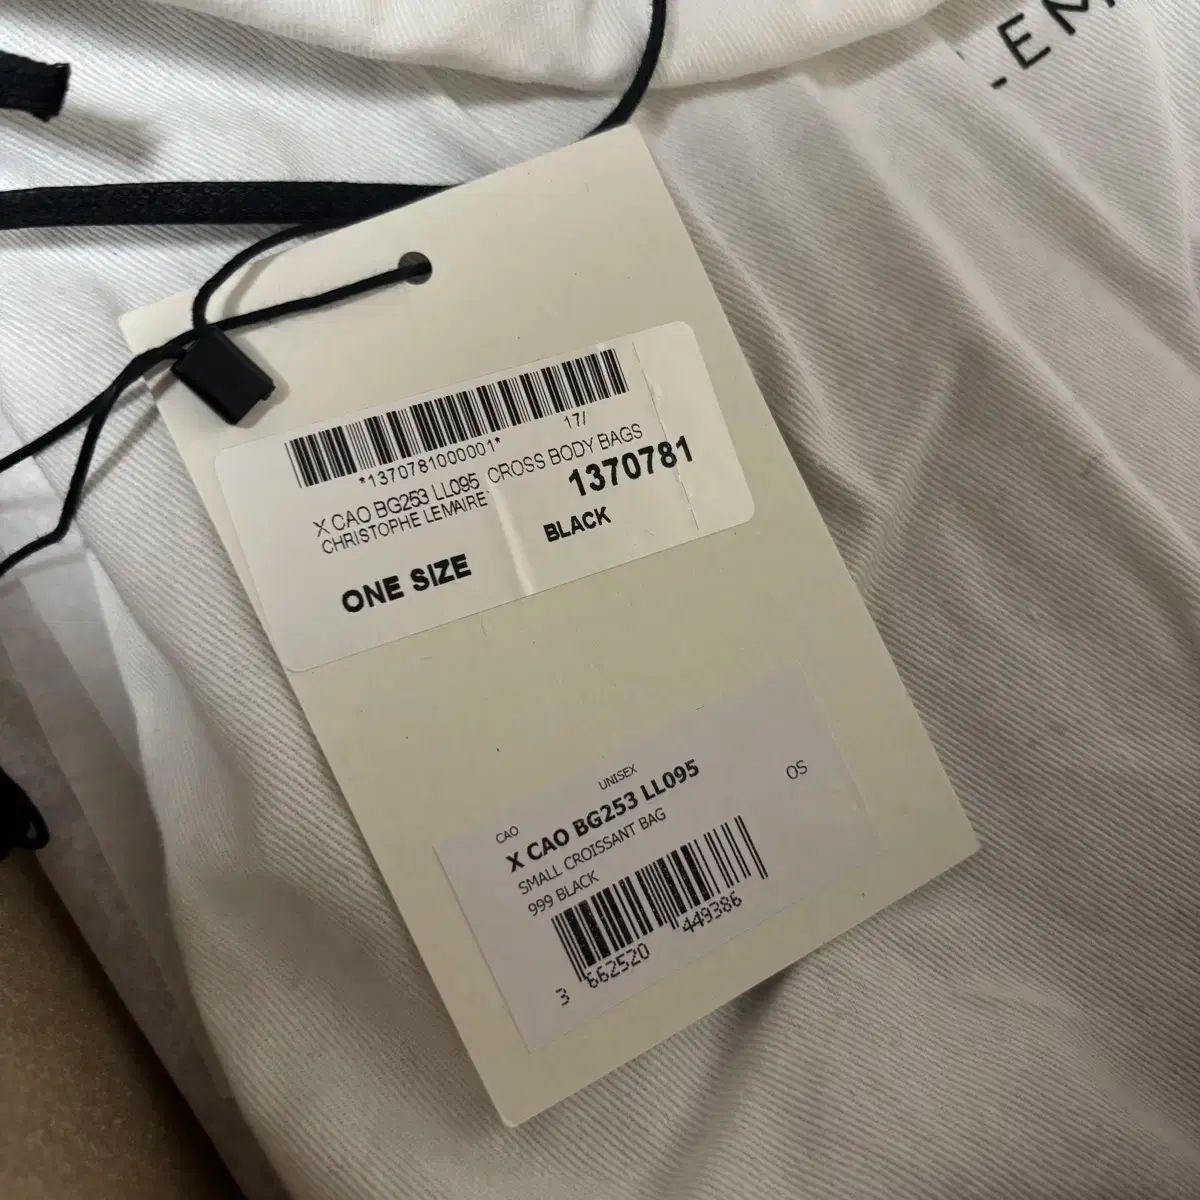 LEM
*1370781000001*
17/
X CAO BG253 LL095 CROSS BODY BAGS
CHRISTOPHE LEMAIRE
1370781
ONE SIZE
BLACK
CAO
UNISEX
OS
X CAO BG253 LL095
SMALL CROISSANT BAG
999 BLACK
3 662520 449386